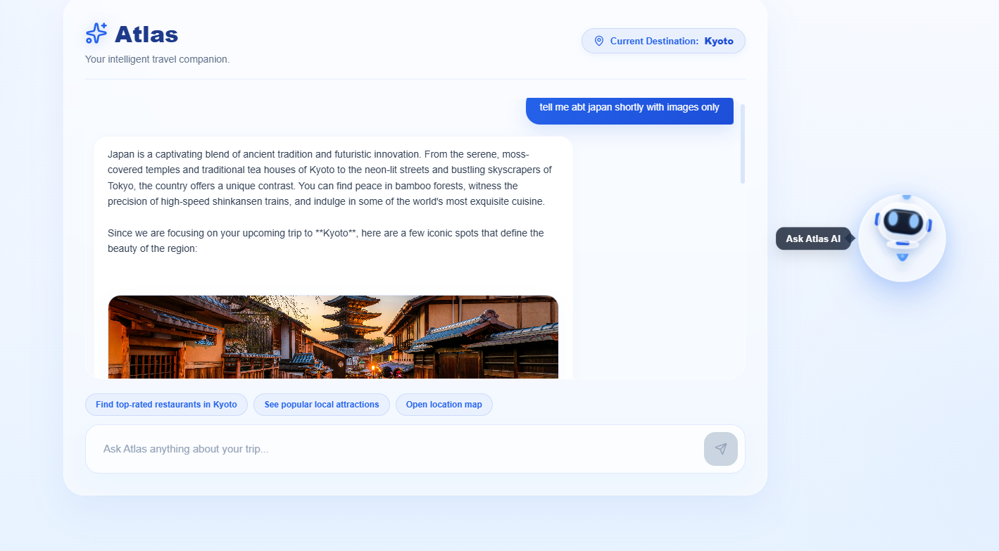 Atlas
Your intelligent travel companion.
Current Destination: Kyoto
tell me abt japan shortly with images only
Japan is a captivating blend of ancient tradition and futuristic innovation. From the serene, moss-
covered temples and traditional tea houses of Kyoto to the neon-lit streets and bustling skyscrapers of
Tokyo, the country offers a unique contrast. You can find peace in bamboo forests, witness the
precision of high-speed shinkansen trains, and indulge in some of the world's most exquisite cuisine.
Since we are focusing on your upcoming trip to **Kyoto**, here are a few iconic spots that define the
beauty of the region:
Ask Atlas AI
Find top-rated restaurants in Kyoto
See popular local attractions
Open location map
Ask Atlas anything about your trip...